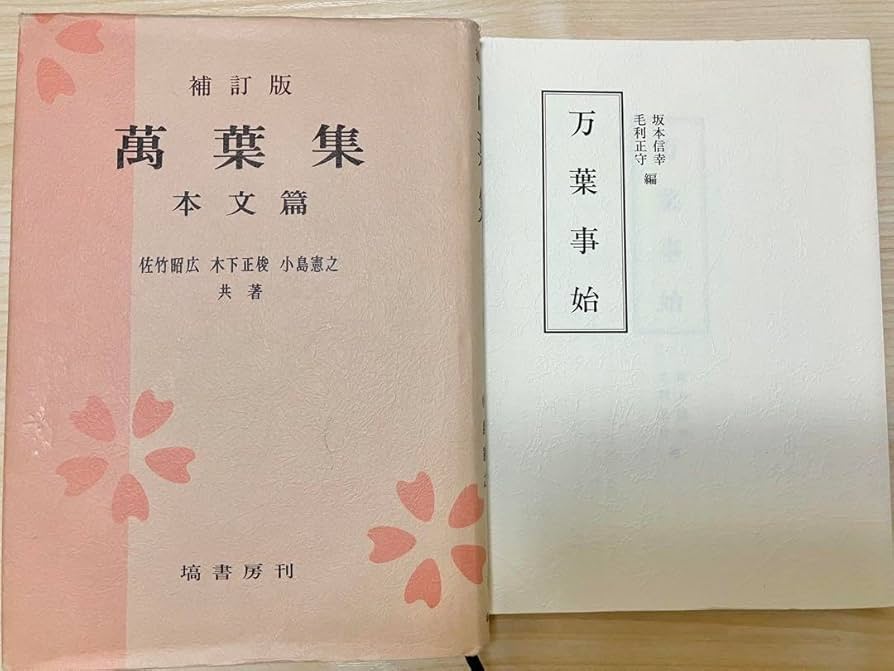 補訂版
萬葉集
本文篇
佐竹昭広 木下正俊 小島憲之
共著
塙書房刊
坂本信幸
毛利正守 編
万葉事始